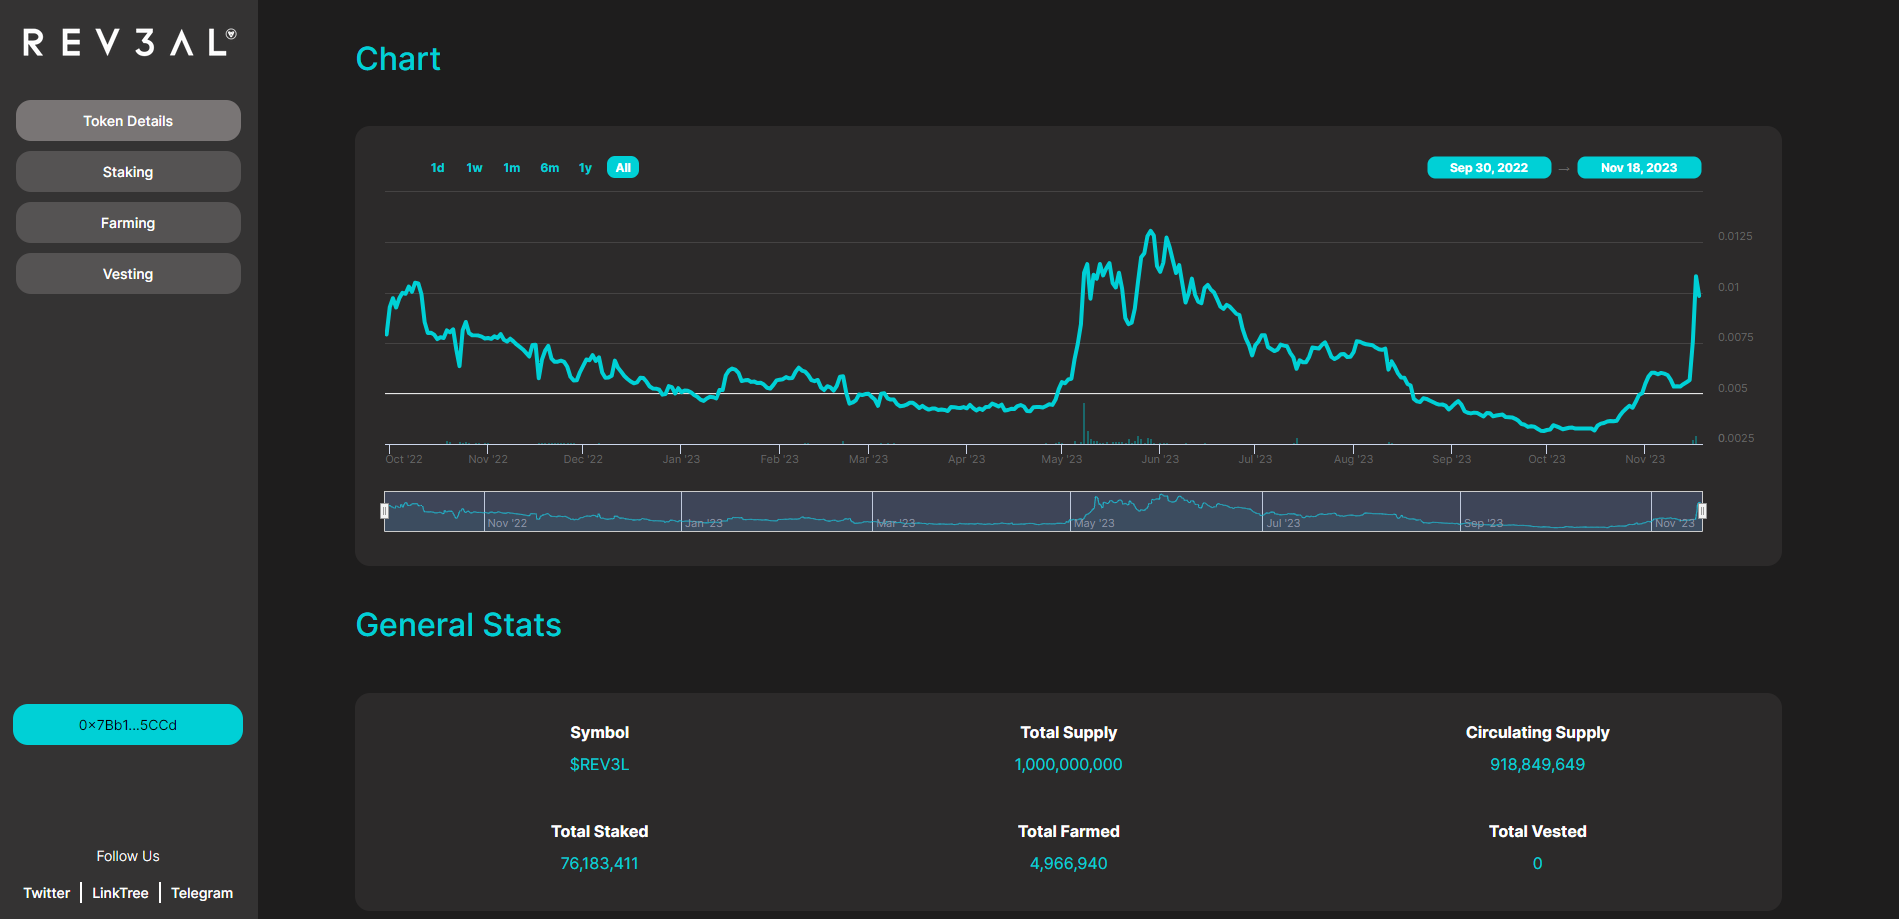 REV3AL
Token Details
Staking
Farming
Vesting
0x7Bb1...5CCd
Follow Us
Twitter
LinkTree
Telegram
Chart
1d 1w 1m 6m 1y All
Sep 30, 2022 → Nov 18, 2023
0.0125
0.01
0.0075
0.005
0.0025
Oct '22 Nov '22 Dec '22 Jan '23 Feb '23 Mar '23 Apr '23 May '23 Jun '23 Jul '23 Aug '23 Sep '23 Oct '23 Nov '23
Nov '22 Jan '23 Mar '23 May '23 Jul '23 Sep '23 Nov '23
General Stats
Symbol Total Supply Circulating Supply
$REV3L 1,000,000,000 918,849,649
Total Staked Total Farmed Total Vested
76,183,411 4,966,940 0